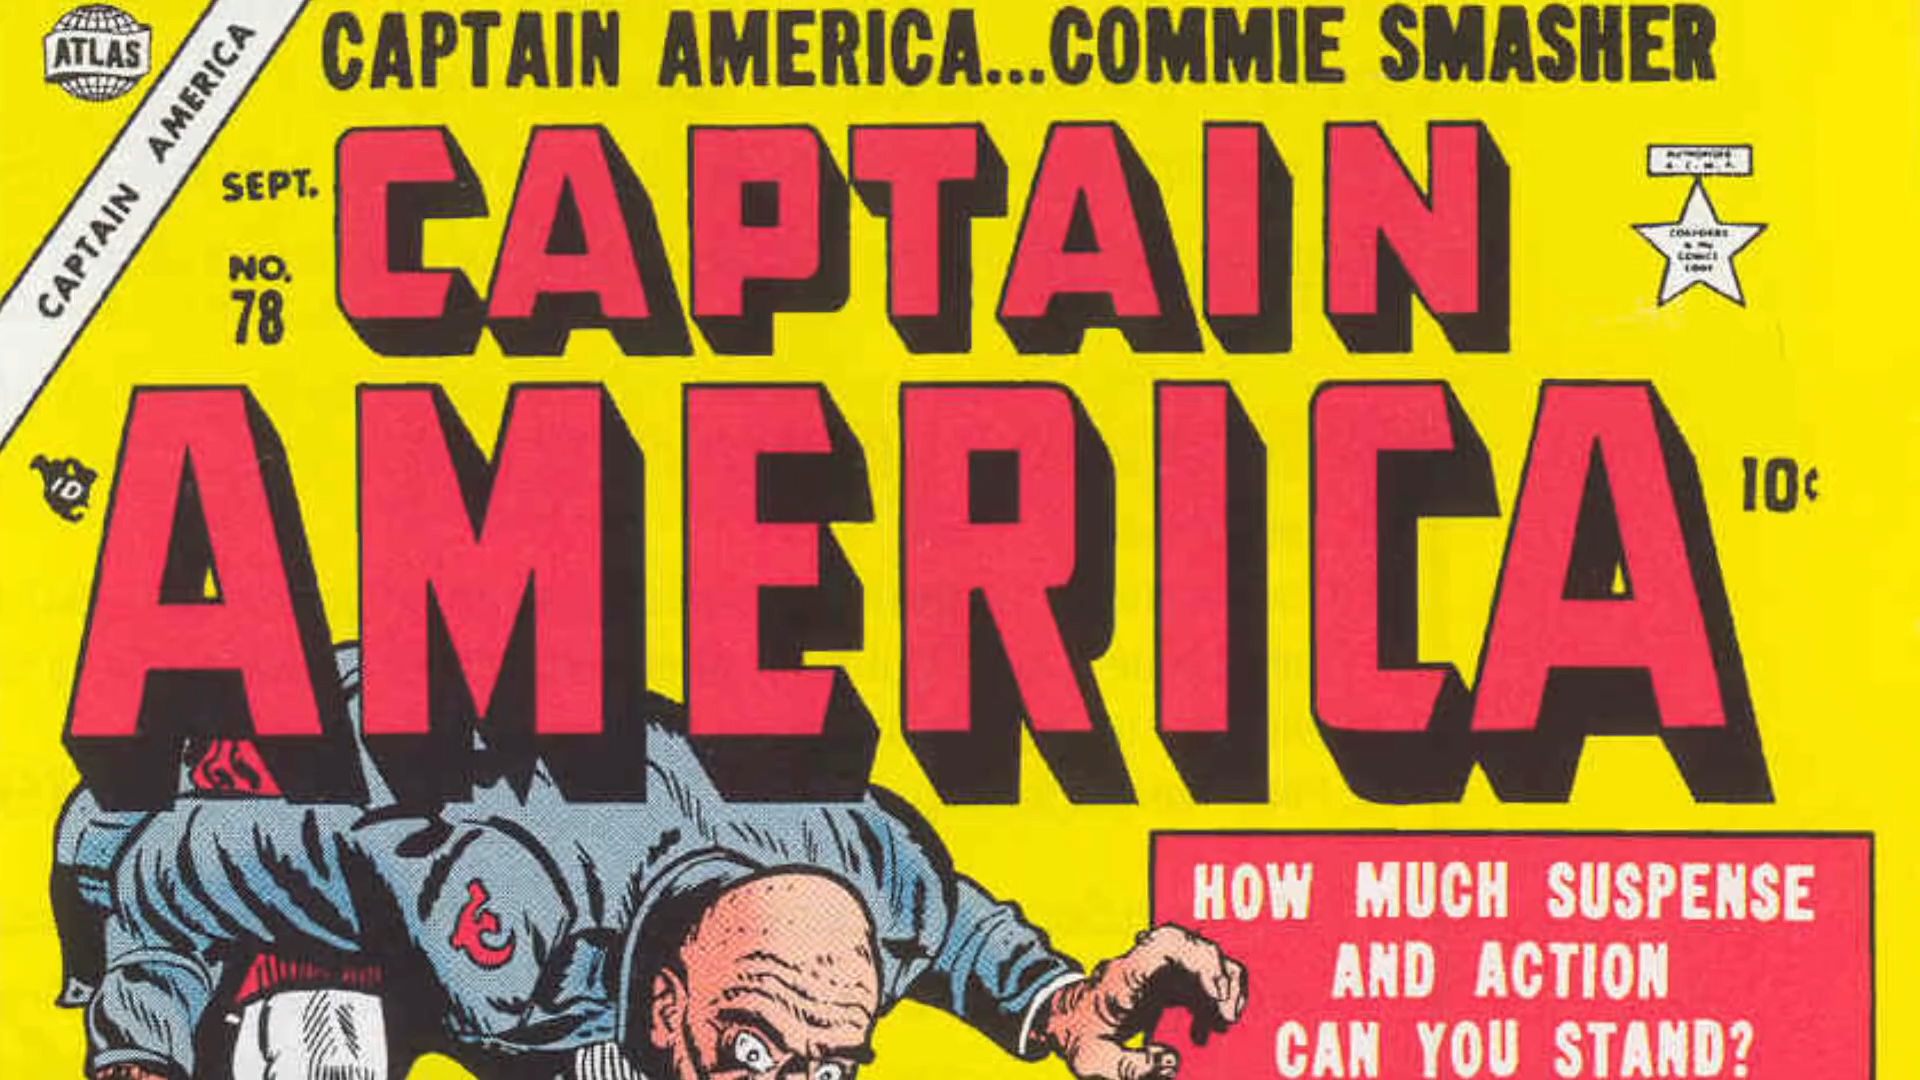 ATLAS
CAPTAIN AMERICA
CAPTAIN AMERICA...COMMIE SMASHER
SEPT.
NO.
78
CAPTAIN
AMERICA
ID
10¢
HOW MUCH SUSPENSE
AND ACTION
CAN YOU STAND?